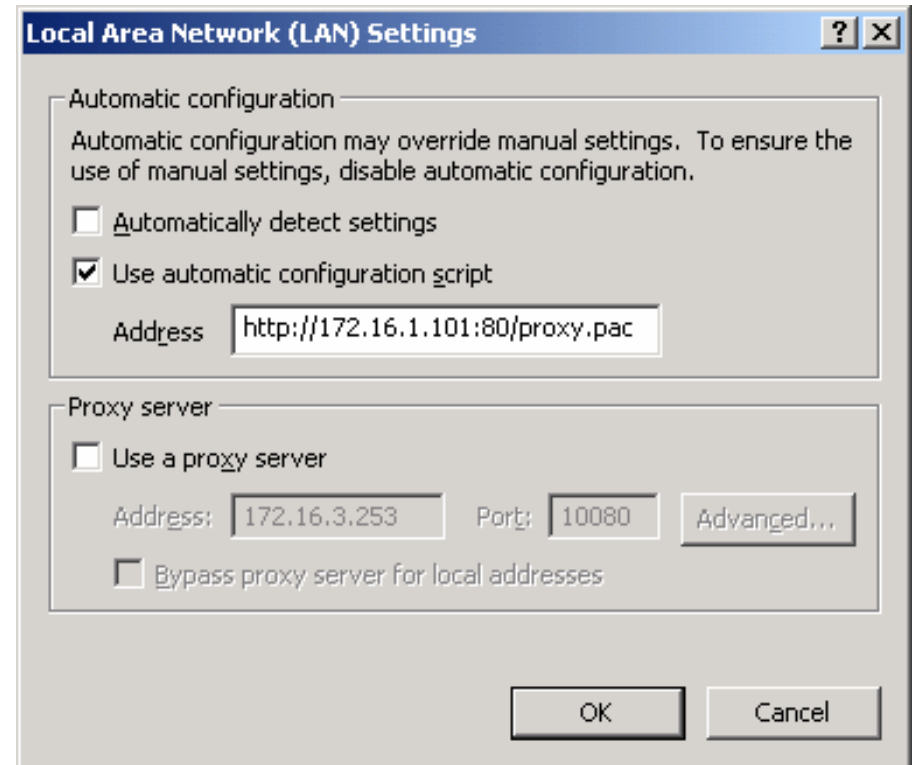 Local Area Network (LAN) Settings
Automatic configuration
Automatic configuration may override manual settings. To ensure the
use of manual settings, disable automatic configuration.
Automatically detect settings
Use automatic configuration script
Address http://172.16.1.101:80/proxy.pac
Proxy server
Use a proxy server
Address: 172.16.3.253 Port: 10080 Advanced...
Bypass proxy server for local addresses
OK Cancel